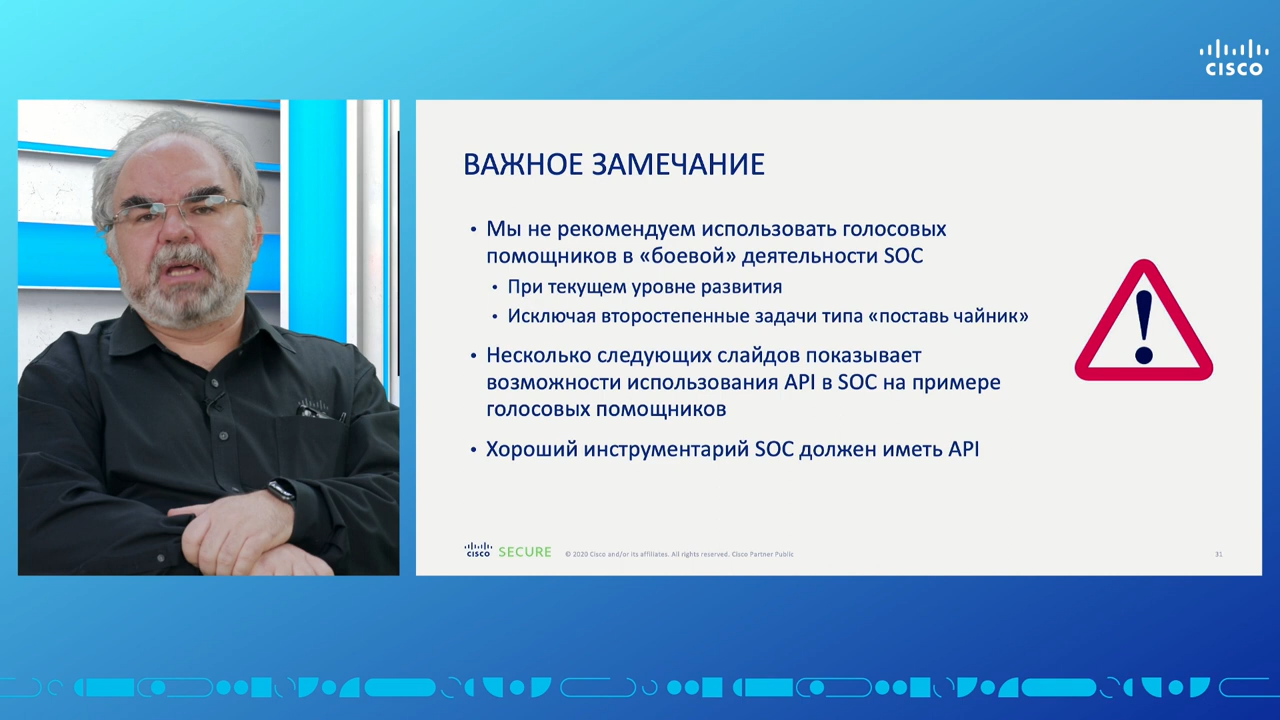 CISCO
ВАЖНОЕ ЗАМЕЧАНИЕ
• Мы не рекомендуем использовать голосовых
помощников в «боевой» деятельности SOC
• При текущем уровне развития
• Исключая второстепенные задачи типа «поставь чайник»
• Несколько следующих слайдов показывает
возможности использования API в SOC на примере
голосовых помощников
• Хороший инструментарий SOC должен иметь API
CISCO SECURE © 2020 Cisco and/or its affiliates. All rights reserved. Cisco Partner Public 31